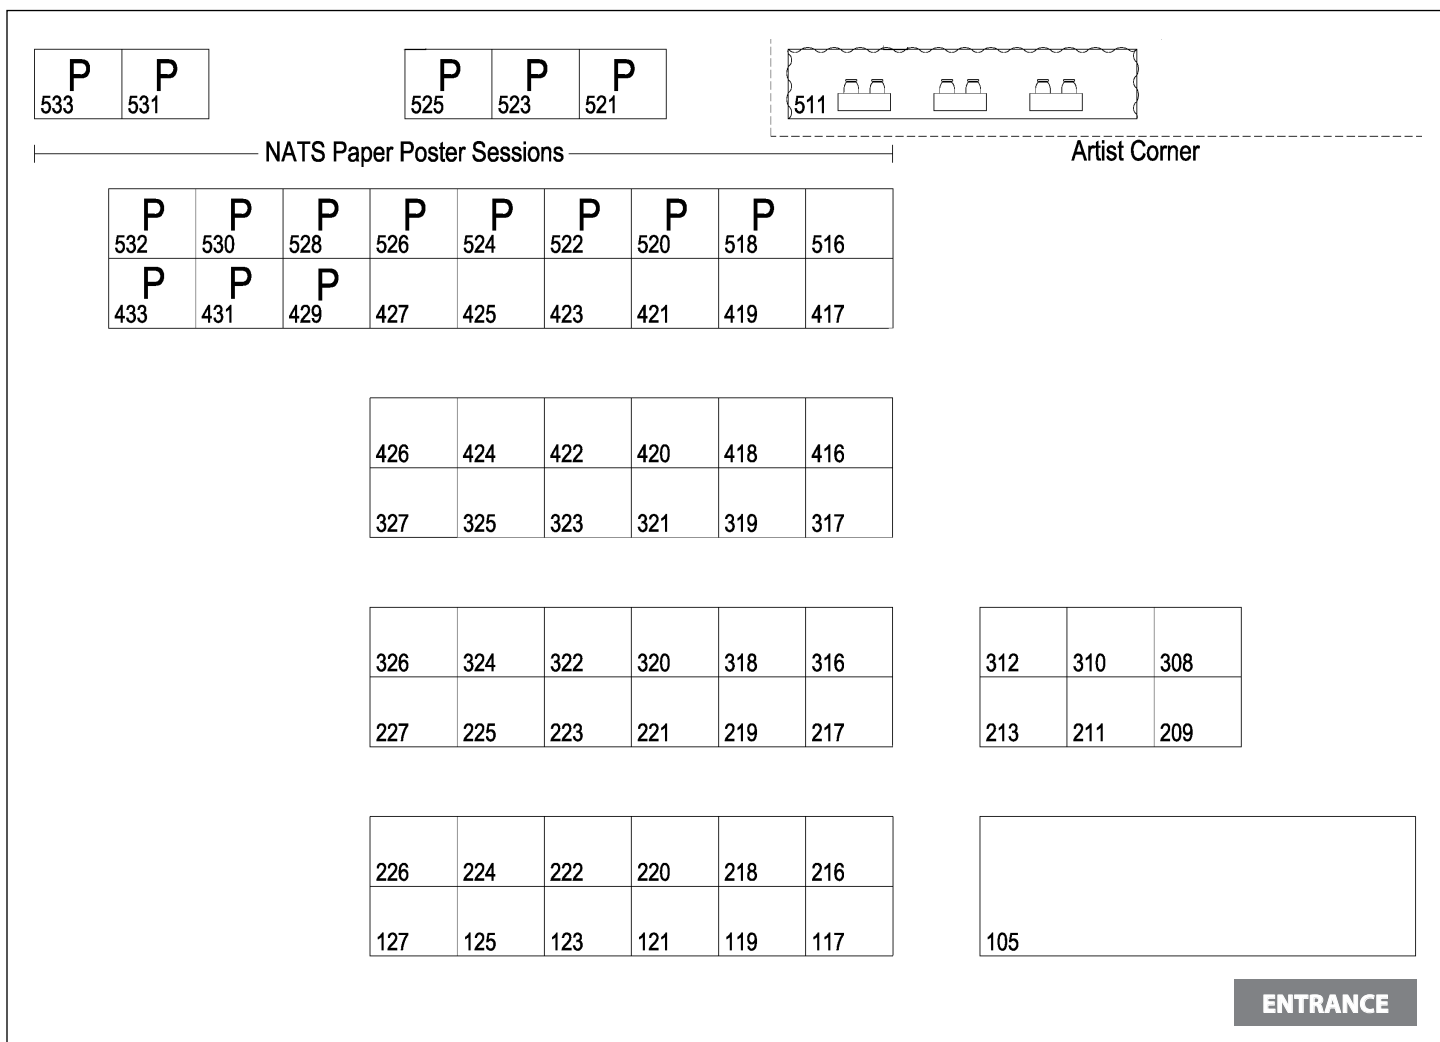 P P P P P
533 531 525 523 521 511
NATS Paper Poster Sessions Artist Corner
P P P P P P P P
532 530 528 526 524 522 520 518 516
P P P
433 431 429 427 425 423 421 419 417
426 424 422 420 418 416
327 325 323 321 319 317
326 324 322 320 318 316 312 310 308
227 225 223 221 219 217 213 211 209
226 224 222 220 218 216
127 125 123 121 119 117 105
ENTRANCE